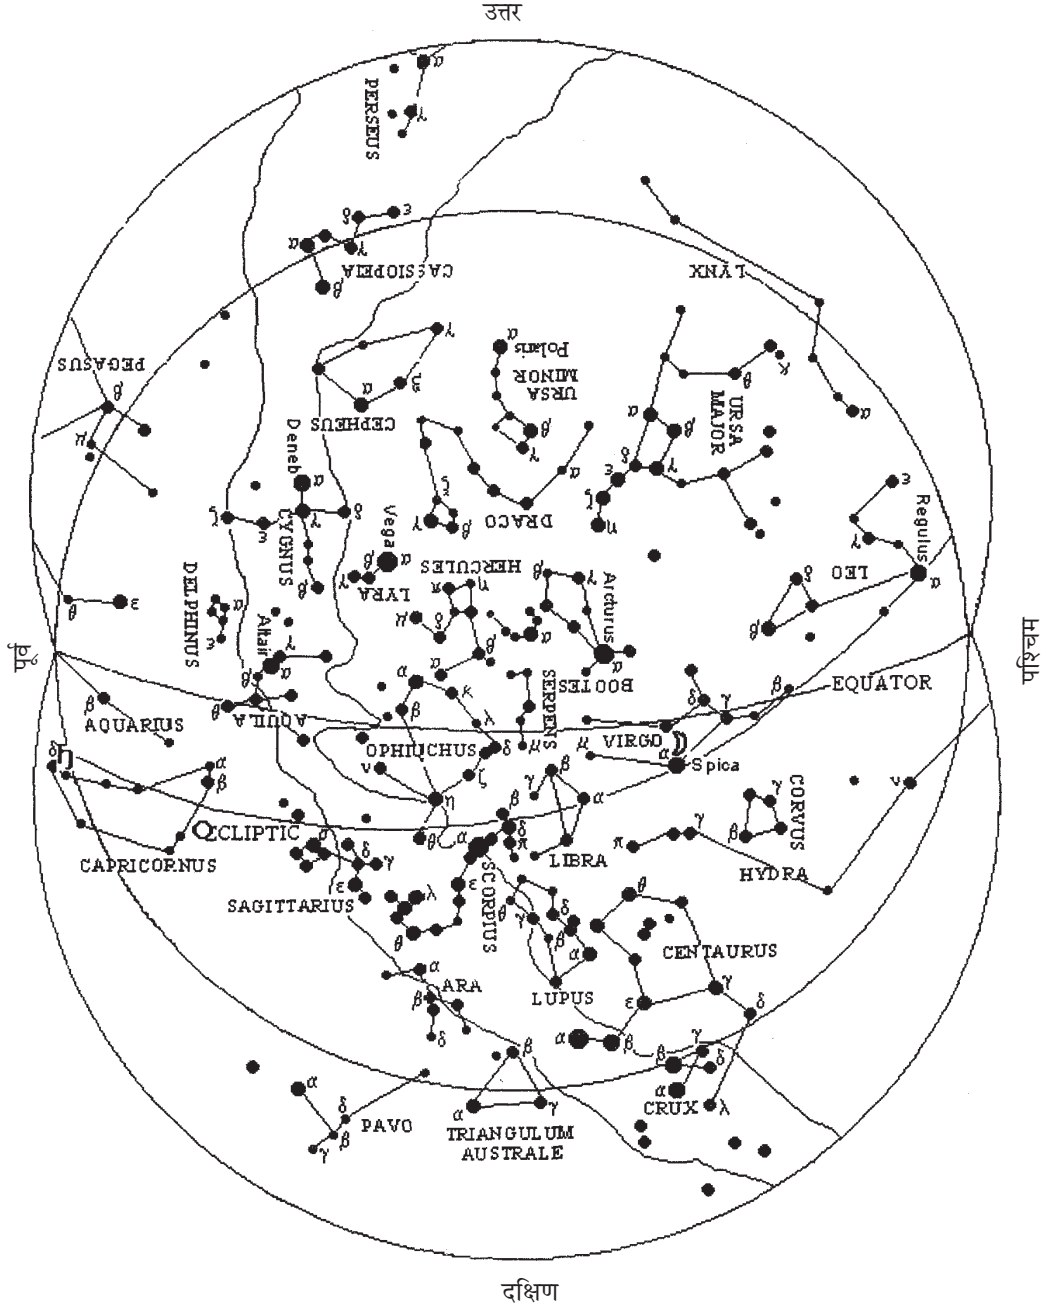 उत्तर
α
PERSEUS
γ
δ ε
α γ
CASSIOPEIA
β
LYNX
PEGASUS
β
μ
γ
α
ζ
CEPHEUS
α
Polaris
URSA
MINOR
β
γ
κ
θ
URSA
MAJOR
α
β
γ
δ
ε
ζ
η
α
Deneb
α
CYGNUS
γ
δ
ε
ζ
β
ζ
γ
β
DRACO
α
Vega
α
β
γ
LYRA
HERCULES
π
η
μ
δ
β
α
β
γ
Arcturus
α
α
BOOTES
ε
Regulus
γ
LEO
α
δ
β
θ
ε
DELPHINUS
α
ε
Altair
γ
α
β
θ
AQUILA
पूर्व
पश्चिम
β
AQUARIUS
α
β
κ
λ
OPHIUCHUS
δ
ν
ζ
η
θ
SERPENS
μ
μ
VIRGO
δ
γ
β
EQUATOR
α
Spica
δ
α
β
CAPRICORNUS
ECLIPTIC
β
γ
α
LIBRA
β
δ
π
α
SCORPIUS
ε
λ
θ
σ
δ
γ
ε
SAGITTARIUS
CORVUS
γ
β
π
γ
HYDRA
ν
θ
γ
δ
β
α
LUPUS
θ
CENTAURUS
γ
δ
ε
α
β
α
ARA
β
δ
β
α
γ
TRIANGULUM
AUSTRALE
α
δ
β
γ
PAVO
γ
β
δ
α
CRUX
λ
दक्षिण